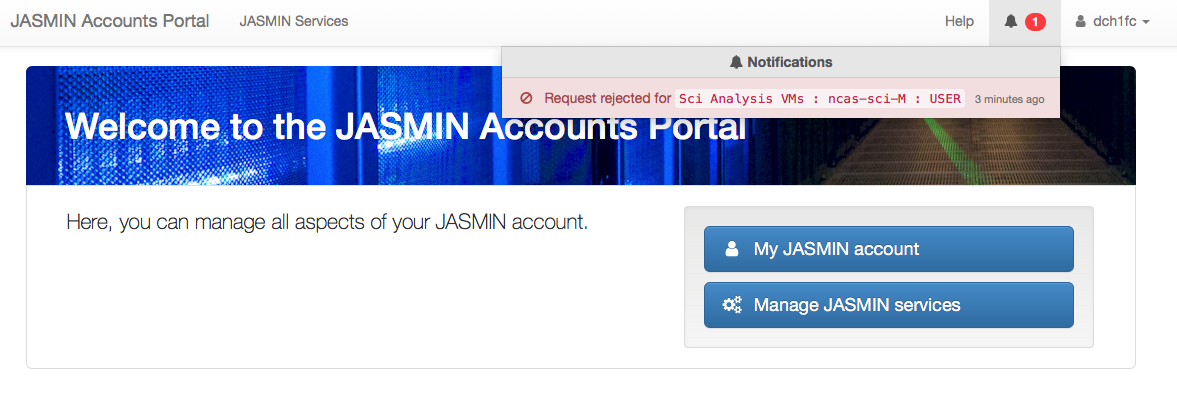 JASMIN Accounts Portal JASMIN Services Help 1 dch1fc
Notifications
Request rejected for Sci Analysis VMs : ncas-sci-M : USER 3 minutes ago
Welcome to the JASMIN Accounts Portal
Here, you can manage all aspects of your JASMIN account.
My JASMIN account
Manage JASMIN services